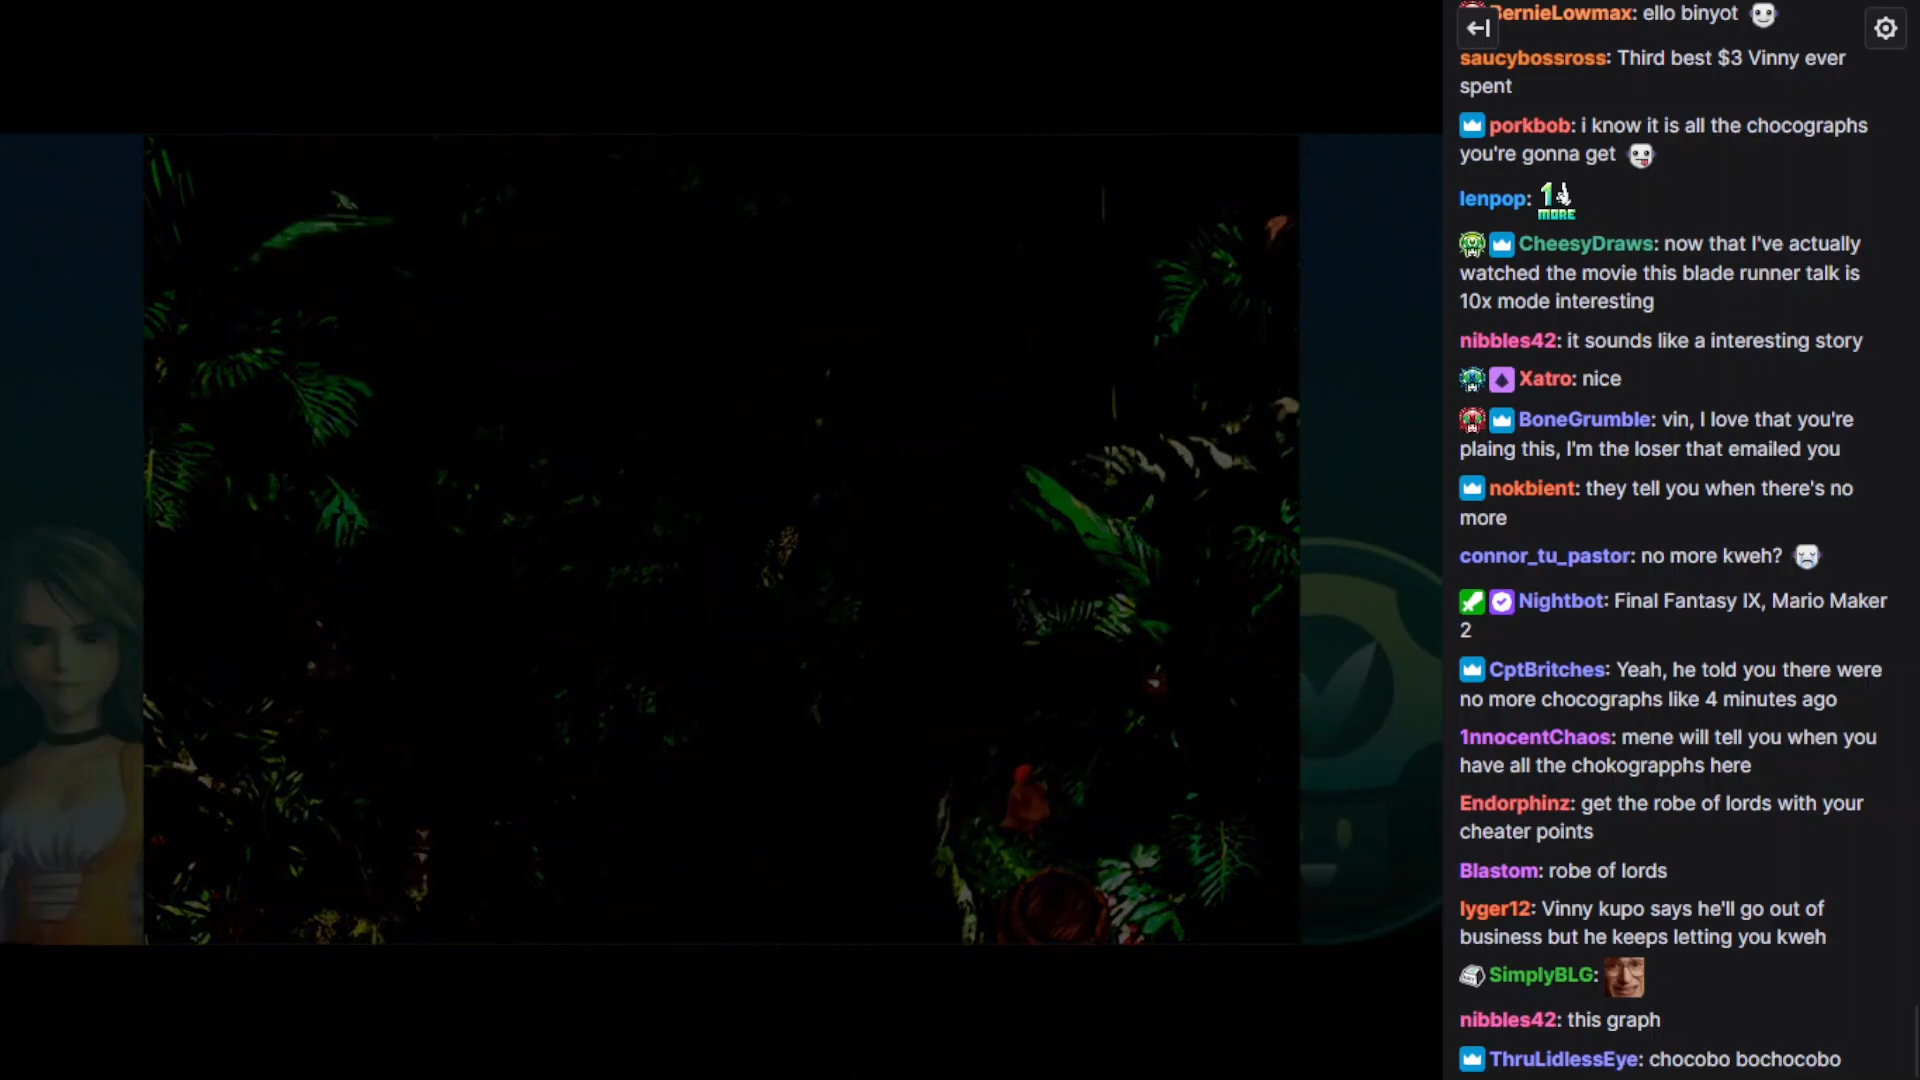 BernieLowmax: ello binyot
saucybossross: Third best $3 Vinny ever
spent
porkbob: i know it is all the chocographs
you're gonna get
lenpop: 1 MORE
CheesyDraws: now that I've actually
watched the movie this blade runner talk is
10x mode interesting
nibbles42: it sounds like a interesting story
Xatro: nice
BoneGrumble: vin, I love that you're
plaing this, I'm the loser that emailed you
nokbient: they tell you when there's no
more
connor_tu_pastor: no more kweh?
Nightbot: Final Fantasy IX, Mario Maker
2
CptBritches: Yeah, he told you there were
no more chocographs like 4 minutes ago
1nnocentChaos: mene will tell you when you
have all the chokograpphs here
Endorphinz: get the robe of lords with your
cheater points
Blastom: robe of lords
lyger12: Vinny kupo says he'll go out of
business but he keeps letting you kweh
SimplyBLG:
nibbles42: this graph
ThruLidlessEye: chocobo bochocobo